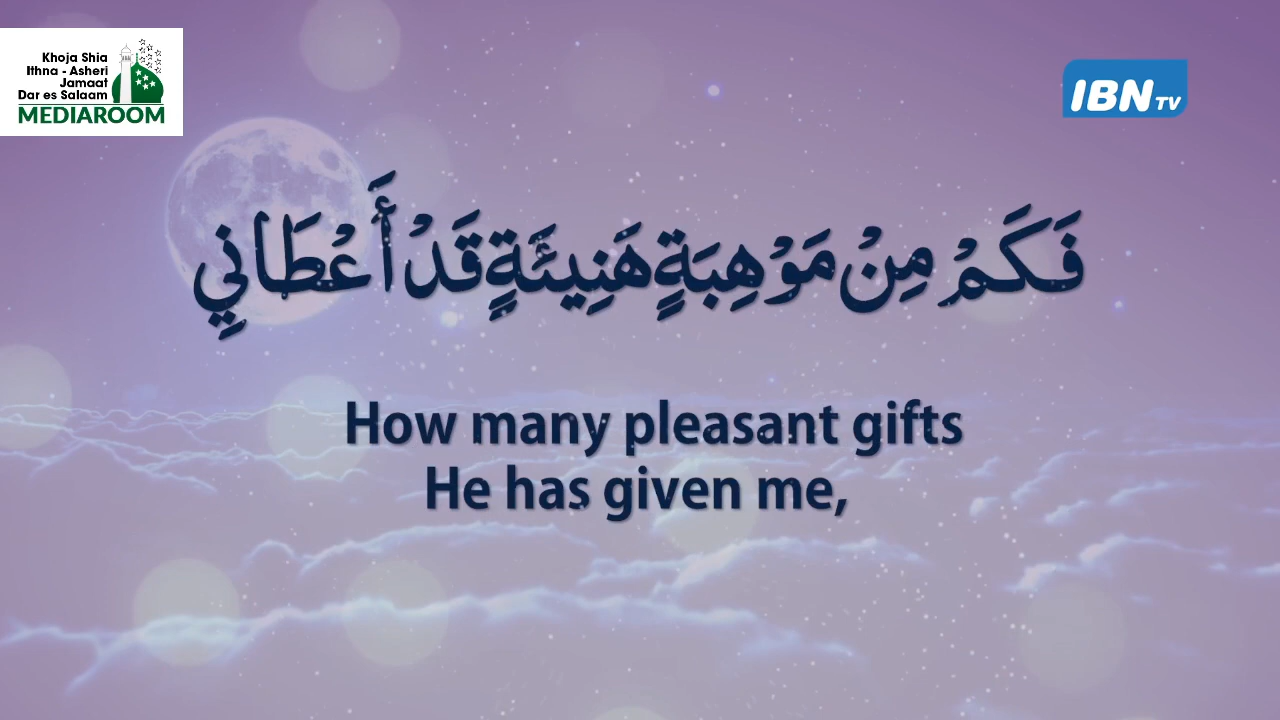 Khoja Shia
Ithna - Asheri
Jamaat
Dar es Salaam
MEDIAROOM
IBN TV
فَكَمْ مِنْ مَوْهِبَةٍ هَنِيئَةٍ قَدْ أَعْطَانِي
How many pleasant gifts
He has given me,